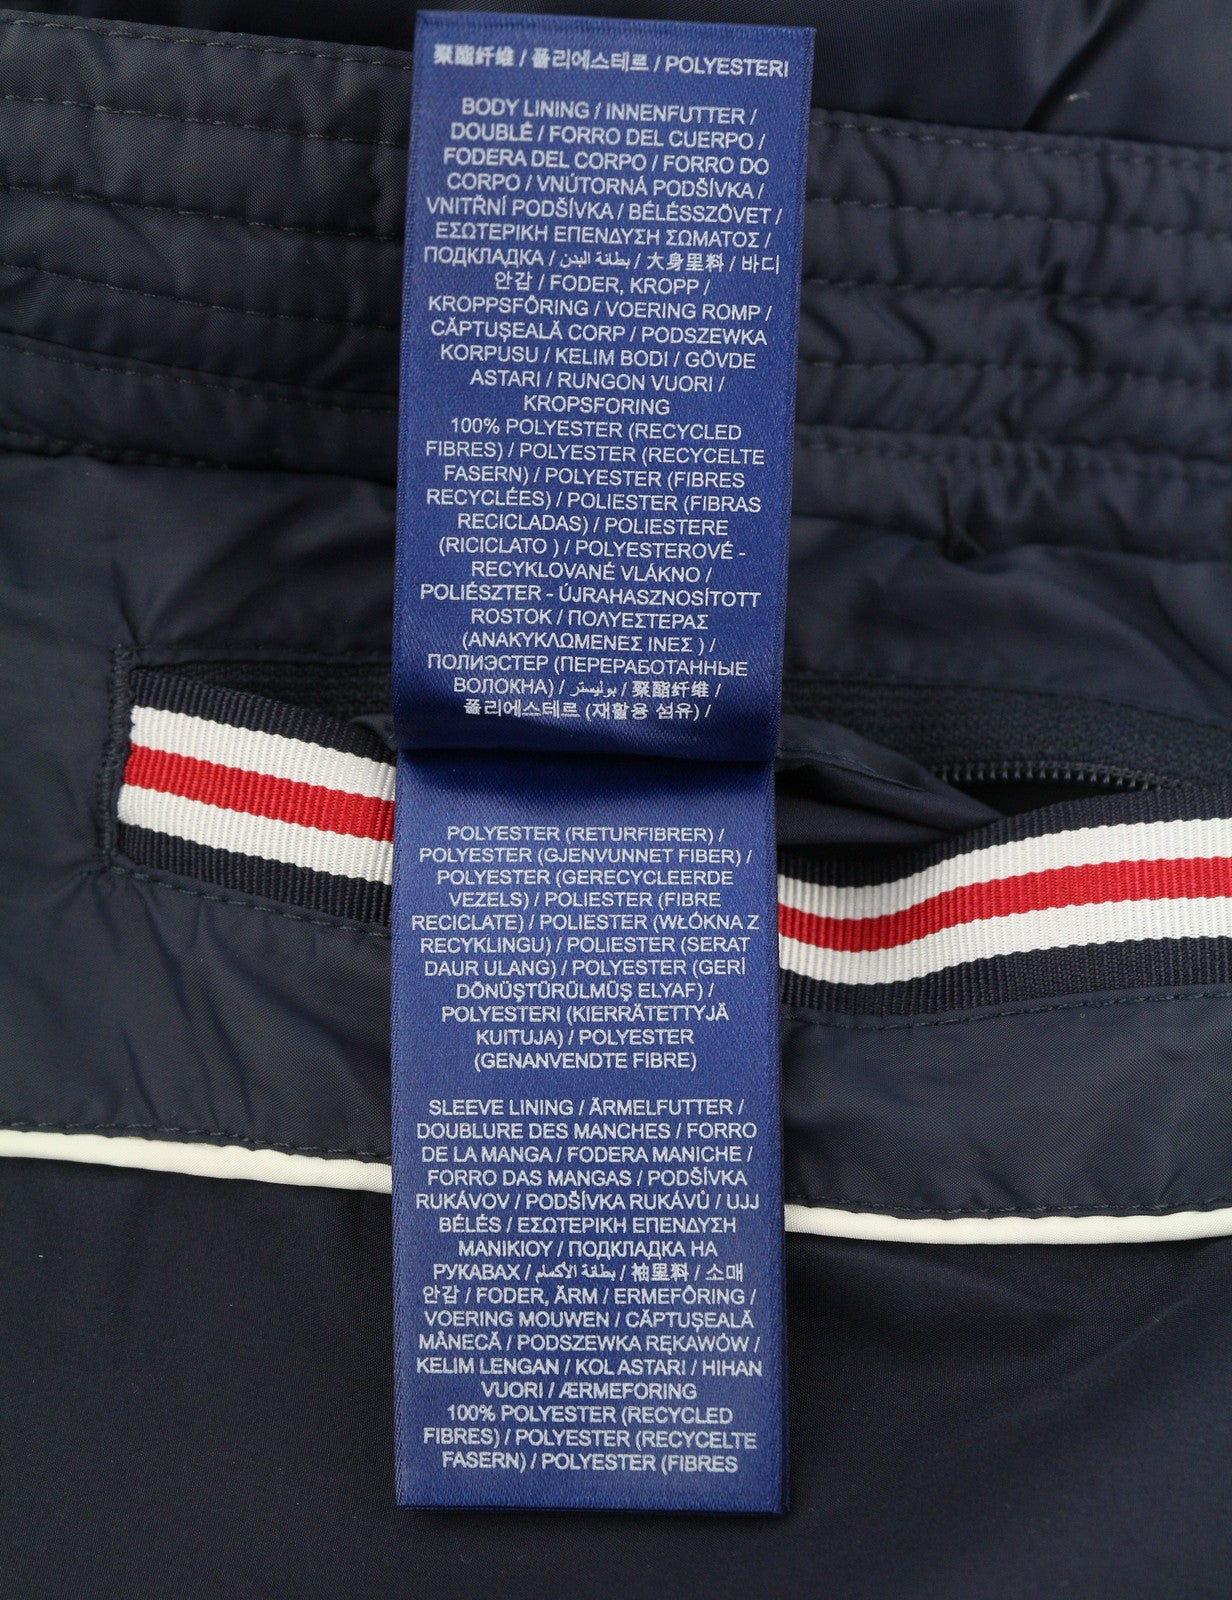 聚酯纤维 / 폴리에스테르 / POLYESTERI
BODY LINING / INNENFUTTER /
DOUBLÉ / FORRO DEL CUERPO /
FODERA DEL CORPO / FORRO DO
CORPO / VNÚTORNÁ PODŠÍVKA /
VNITŘNÍ PODŠÍVKA / BÉLÉSSZÖVET /
ΕΣΩΤΕΡΙΚΗ ΕΠΕΝΔΥΣΗ ΣΩΜΑΤΟΣ /
ПОДКЛАДКА / بطانة البدن / 大身里料 / 바디
안감 / FODER, KROPP /
KROPPSFÔRING / VOERING ROMP /
CĂPTUȘEALĂ CORP / PODSZEWKA
KORPUSU / KELIM BODI / GÖVDE
ASTARI / RUNGON VUORI /
KROPSFORING
100% POLYESTER (RECYCLED
FIBRES) / POLYESTER (RECYCELTE
FASERN) / POLYESTER (FIBRES
RECYCLÉES) / POLIESTER (FIBRAS
RECICLADAS) / POLIESTERE
(RICICLATO ) / POLYESTEROVÉ -
RECYKLOVANÉ VLÁKNO /
POLIÉSZTER - ÚJRAHASZNOSÍTOTT
ROSTOK / ΠΟΛΥΕΣΤΕΡΑΣ
(ΑΝΑΚΥΚΛΩΜΕΝΕΣ ΙΝΕΣ ) /
ПОЛИЭСТЕР (ПЕРЕРАБОТАННЫЕ
ВОЛОКНА) / بوليستر / 聚酯纤维 /
폴리에스테르 (재활용 섬유) /
POLYESTER (RETURFIBRER) /
POLYESTER (GJENVUNNET FIBER) /
POLYESTER (GERECYCLEERDE
VEZELS) / POLIESTER (FIBRE
RECICLATE) / POLIESTER (WŁÓKNA Z
RECYKLINGU) / POLIESTER (SERAT
DAUR ULANG) / POLYESTER (GERİ
DÖNÜŞTÜRÜLMÜŞ ELYAF) /
POLYESTERI (KIERRÄTETTYJÄ
KUITUJA) / POLYESTER
(GENANVENDTE FIBRE)
SLEEVE LINING / ÄRMELFUTTER /
DOUBLURE DES MANCHES / FORRO
DE LA MANGA / FODERA MANICHE /
FORRO DAS MANGAS / PODŠÍVKA
RUKÁVOV / PODŠÍVKA RUKÁVŮ / UJJ
BÉLÉS / ΕΣΩΤΕΡΙΚΗ ΕΠΕΝΔΥΣΗ
ΜΑΝΙΚΙΟΥ / ПОДКЛАДКА НА
РУКАВАХ / بطانة الأكمام / 袖里料 / 소매
안감 / FODER, ÄRM / ERMEFÔRING /
VOERING MOUWEN / CĂPTUȘEALĂ
MÂNECĂ / PODSZEWKA RĘKAWÓW /
KELIM LENGAN / KOL ASTARI / HIHAN
VUORI / ÆRMEFORING
100% POLYESTER (RECYCLED
FIBRES) / POLYESTER (RECYCELTE
FASERN) / POLYESTER (FIBRES